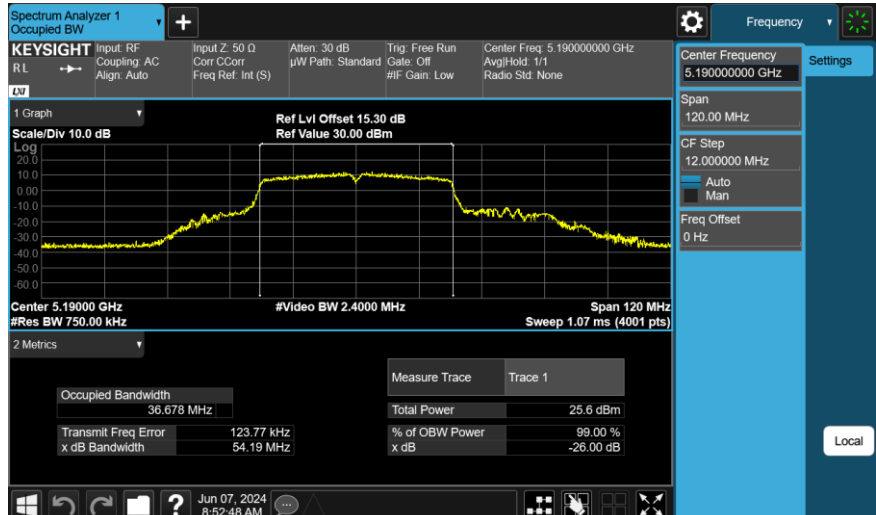 Spectrum Analyzer 1
Occupied BW
+
Frequency
KEYSIGHT
RL
LXI
Input: RF
Coupling: AC
Align: Auto
Input Z: 50 Ω
Corr CCorr
Freq Ref: Int (S)
Atten: 30 dB
µW Path: Standard
Trig: Free Run
Gate: Off
#IF Gain: Low
Center Freq: 5.190000000 GHz
Avg|Hold: 1/1
Radio Std: None
Center Frequency
5.190000000 GHz
Settings
Span
120.00 MHz
CF Step
12.000000 MHz
Auto
Man
Freq Offset
0 Hz
Local
1 Graph
Scale/Div 10.0 dB
Ref Lvl Offset 15.30 dB
Ref Value 30.00 dBm
Log
20.0
10.0
0.00
-10.0
-20.0
-30.0
-40.0
-50.0
-60.0
Center 5.19000 GHz
#Video BW 2.4000 MHz
Span 120 MHz
#Res BW 750.00 kHz
Sweep 1.07 ms (4001 pts)
2 Metrics
Measure Trace
Trace 1
Occupied Bandwidth
36.678 MHz
Total Power
25.6 dBm
Transmit Freq Error
123.77 kHz
% of OBW Power
99.00 %
x dB Bandwidth
54.19 MHz
x dB
-26.00 dB
?
Jun 07, 2024
8:52:48 AM